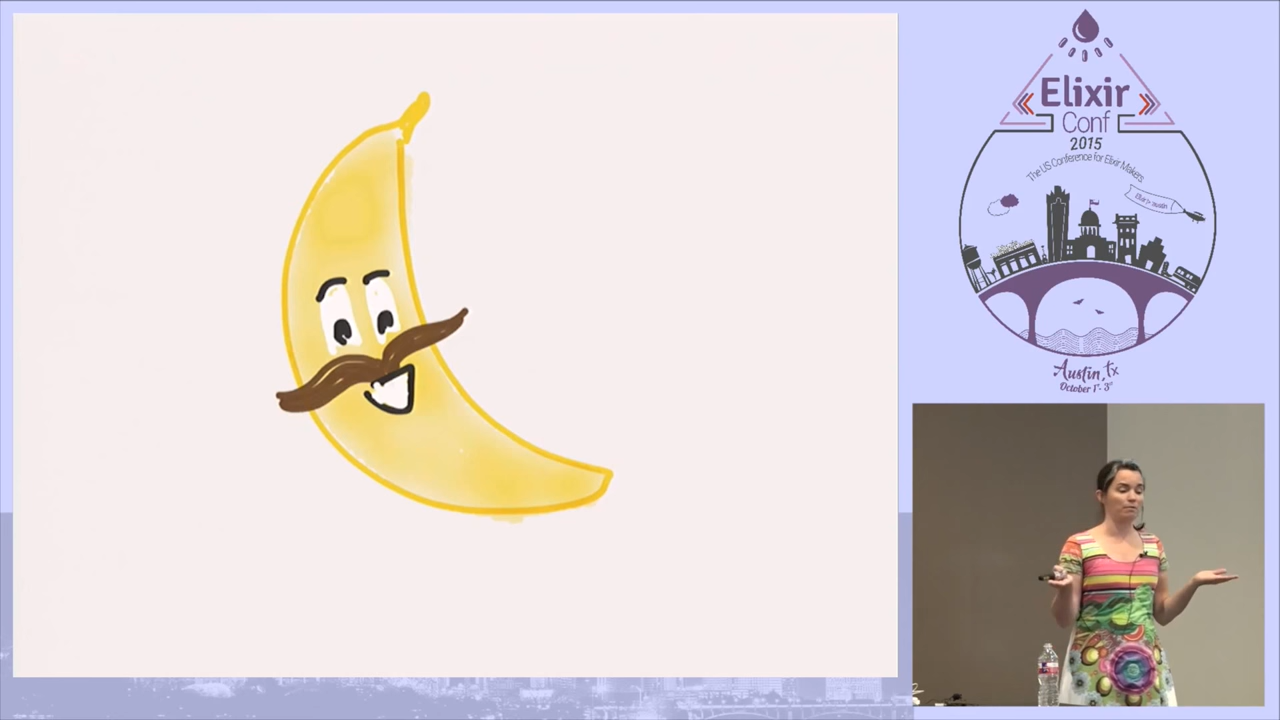 Elixir
Conf
2015
The US Conference for Elixir Makers
Austin, TX
October 1st - 3rd